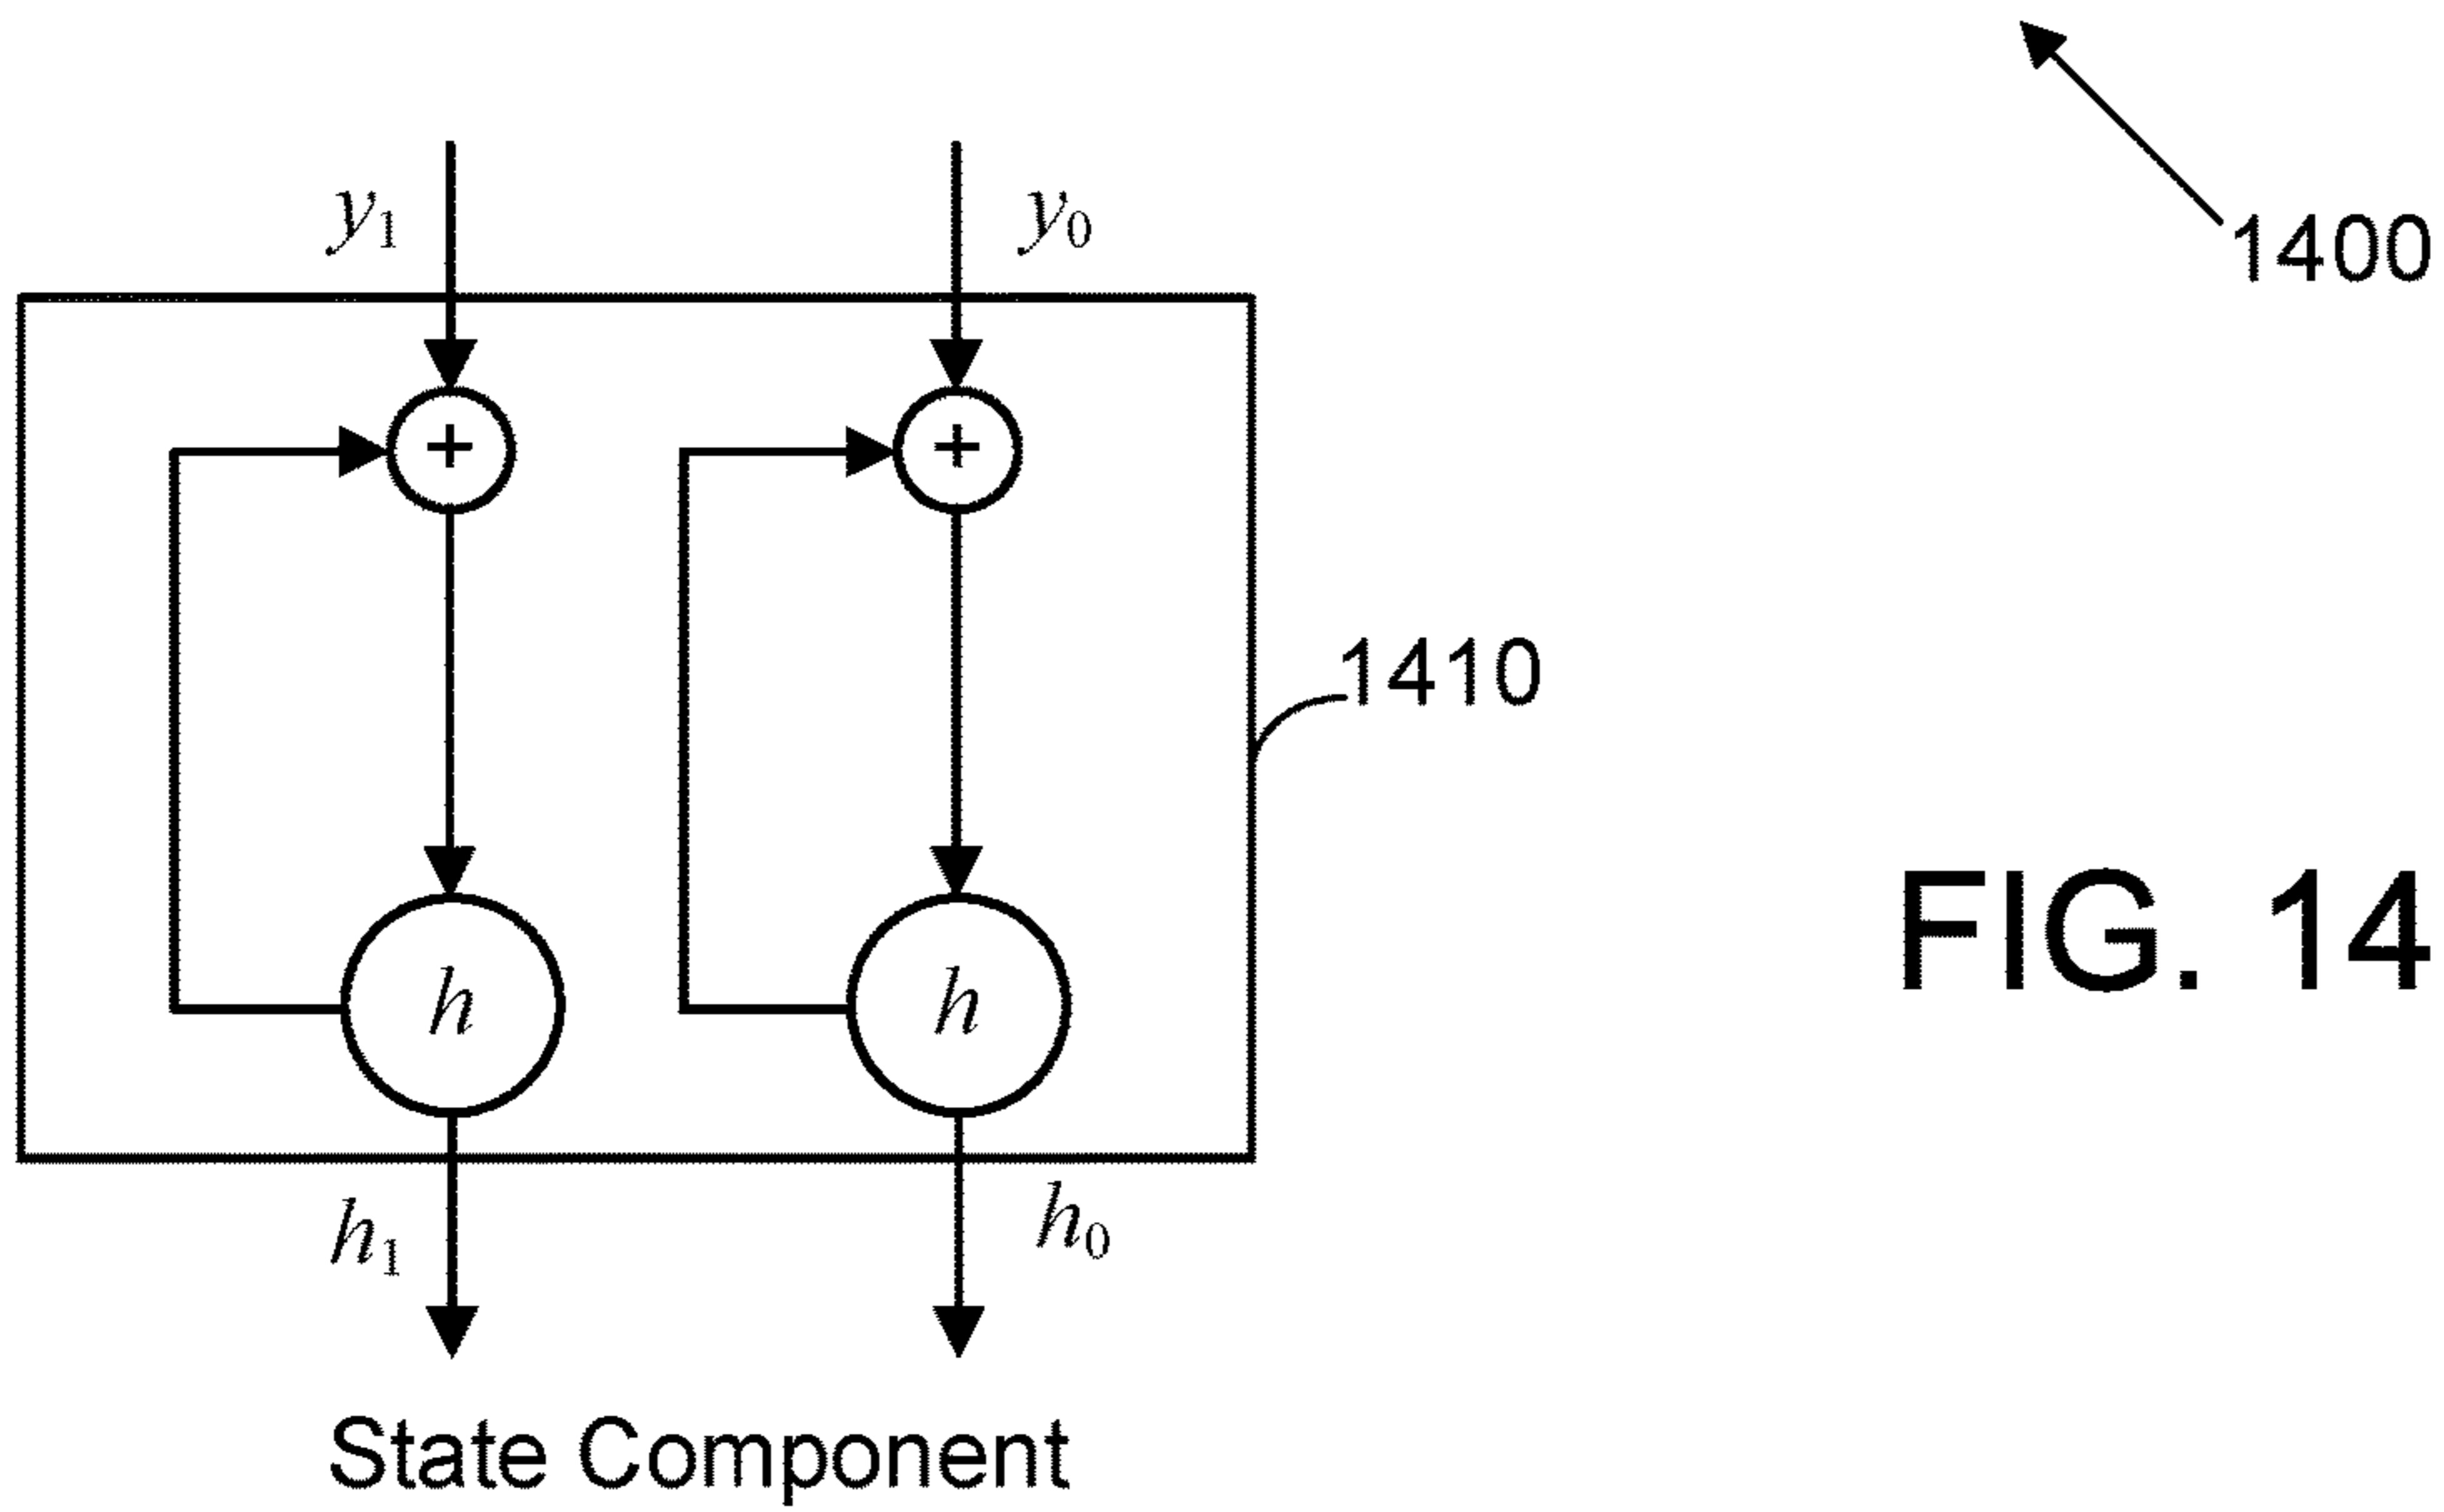 1400
y1 y0
+ +
1410
FIG. 14
h h
h1 h0
State Component